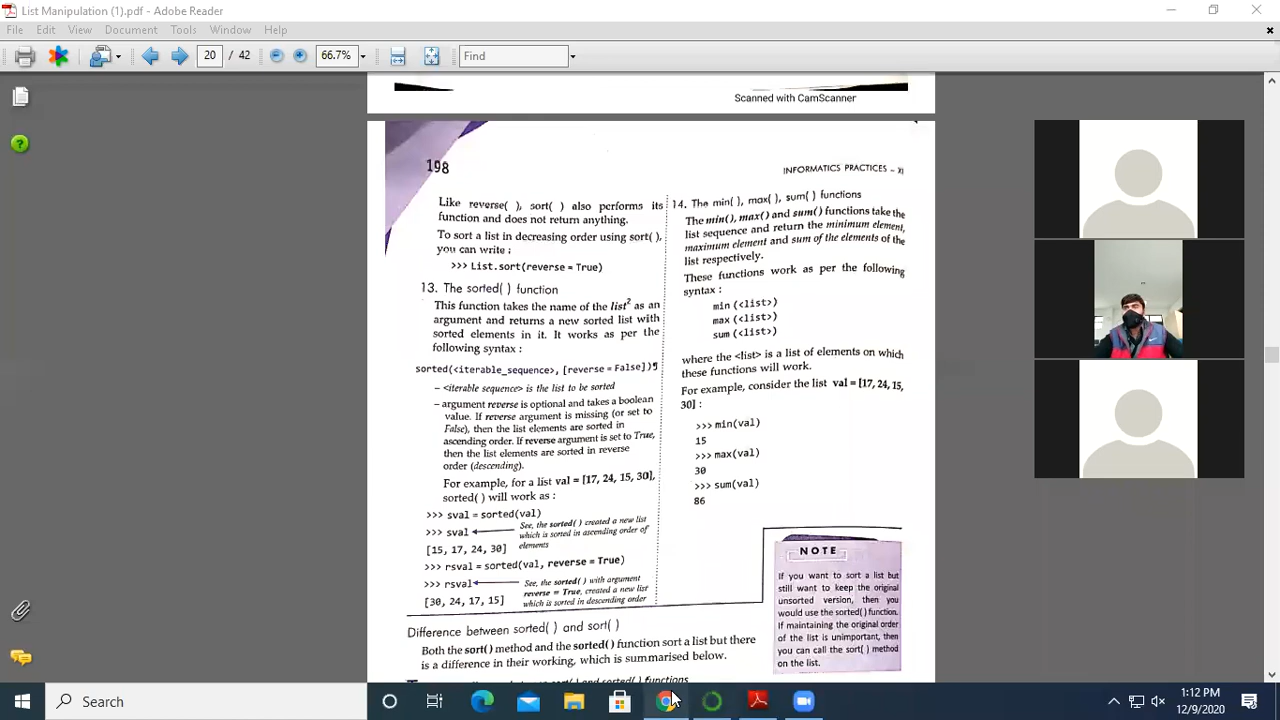 List Manipulation (1).pdf - Adobe Reader
File Edit View Document Tools Window Help
20 / 42 66.7% Find
Scanned with CamScanner
198
INFORMATICS PRACTICES – XI
Like reverse( ), sort( ) also performs its
function and does not return anything.
To sort a list in decreasing order using sort( ),
you can write :
>>> List.sort(reverse = True)
13. The sorted( ) function
This function takes the name of the list² as an
argument and returns a new sorted list with
sorted elements in it. It works as per the
following syntax :
sorted(<iterable_sequence>, [reverse = False])
– <iterable sequence> is the list to be sorted
– argument reverse is optional and takes a boolean
value. If reverse argument is missing (or set to
False), then the list elements are sorted in
ascending order. If reverse argument is set to True,
then the list elements are sorted in reverse
order (descending).
For example, for a list val = [17, 24, 15, 30],
sorted( ) will work as :
>>> sval = sorted(val)
>>> sval
See, the sorted( ) created a new list
which is sorted in ascending order of
elements
[15, 17, 24, 30]
>>> rsval = sorted(val, reverse = True)
>>> rsval
See, the sorted( ) with argument
reverse = True, created a new list
which is sorted in descending order
[30, 24, 17, 15]
14. The min( ), max( ), sum( ) functions
The min( ), max( ) and sum( ) functions take the
list sequence and return the minimum element,
maximum element and sum of the elements of the
list respectively.
These functions work as per the following
syntax :
min (<list>)
max (<list>)
sum (<list>)
where the <list> is a list of elements on which
these functions will work.
For example, consider the list val = [17, 24, 15,
30] :
>>> min(val)
15
>>> max(val)
30
>>> sum(val)
86
Difference between sorted( ) and sort( )
Both the sort( ) method and the sorted( ) function sort a list but there
is a difference in their working, which is summarised below.
sort( ) and sorted( ) functions
NOTE
If you want to sort a list but
still want to keep the original
unsorted version, then you
would use the sorted( ) function.
If maintaining the original order
of the list is unimportant, then
you can call the sort( ) method
on the list.
Search
1:12 PM
12/9/2020